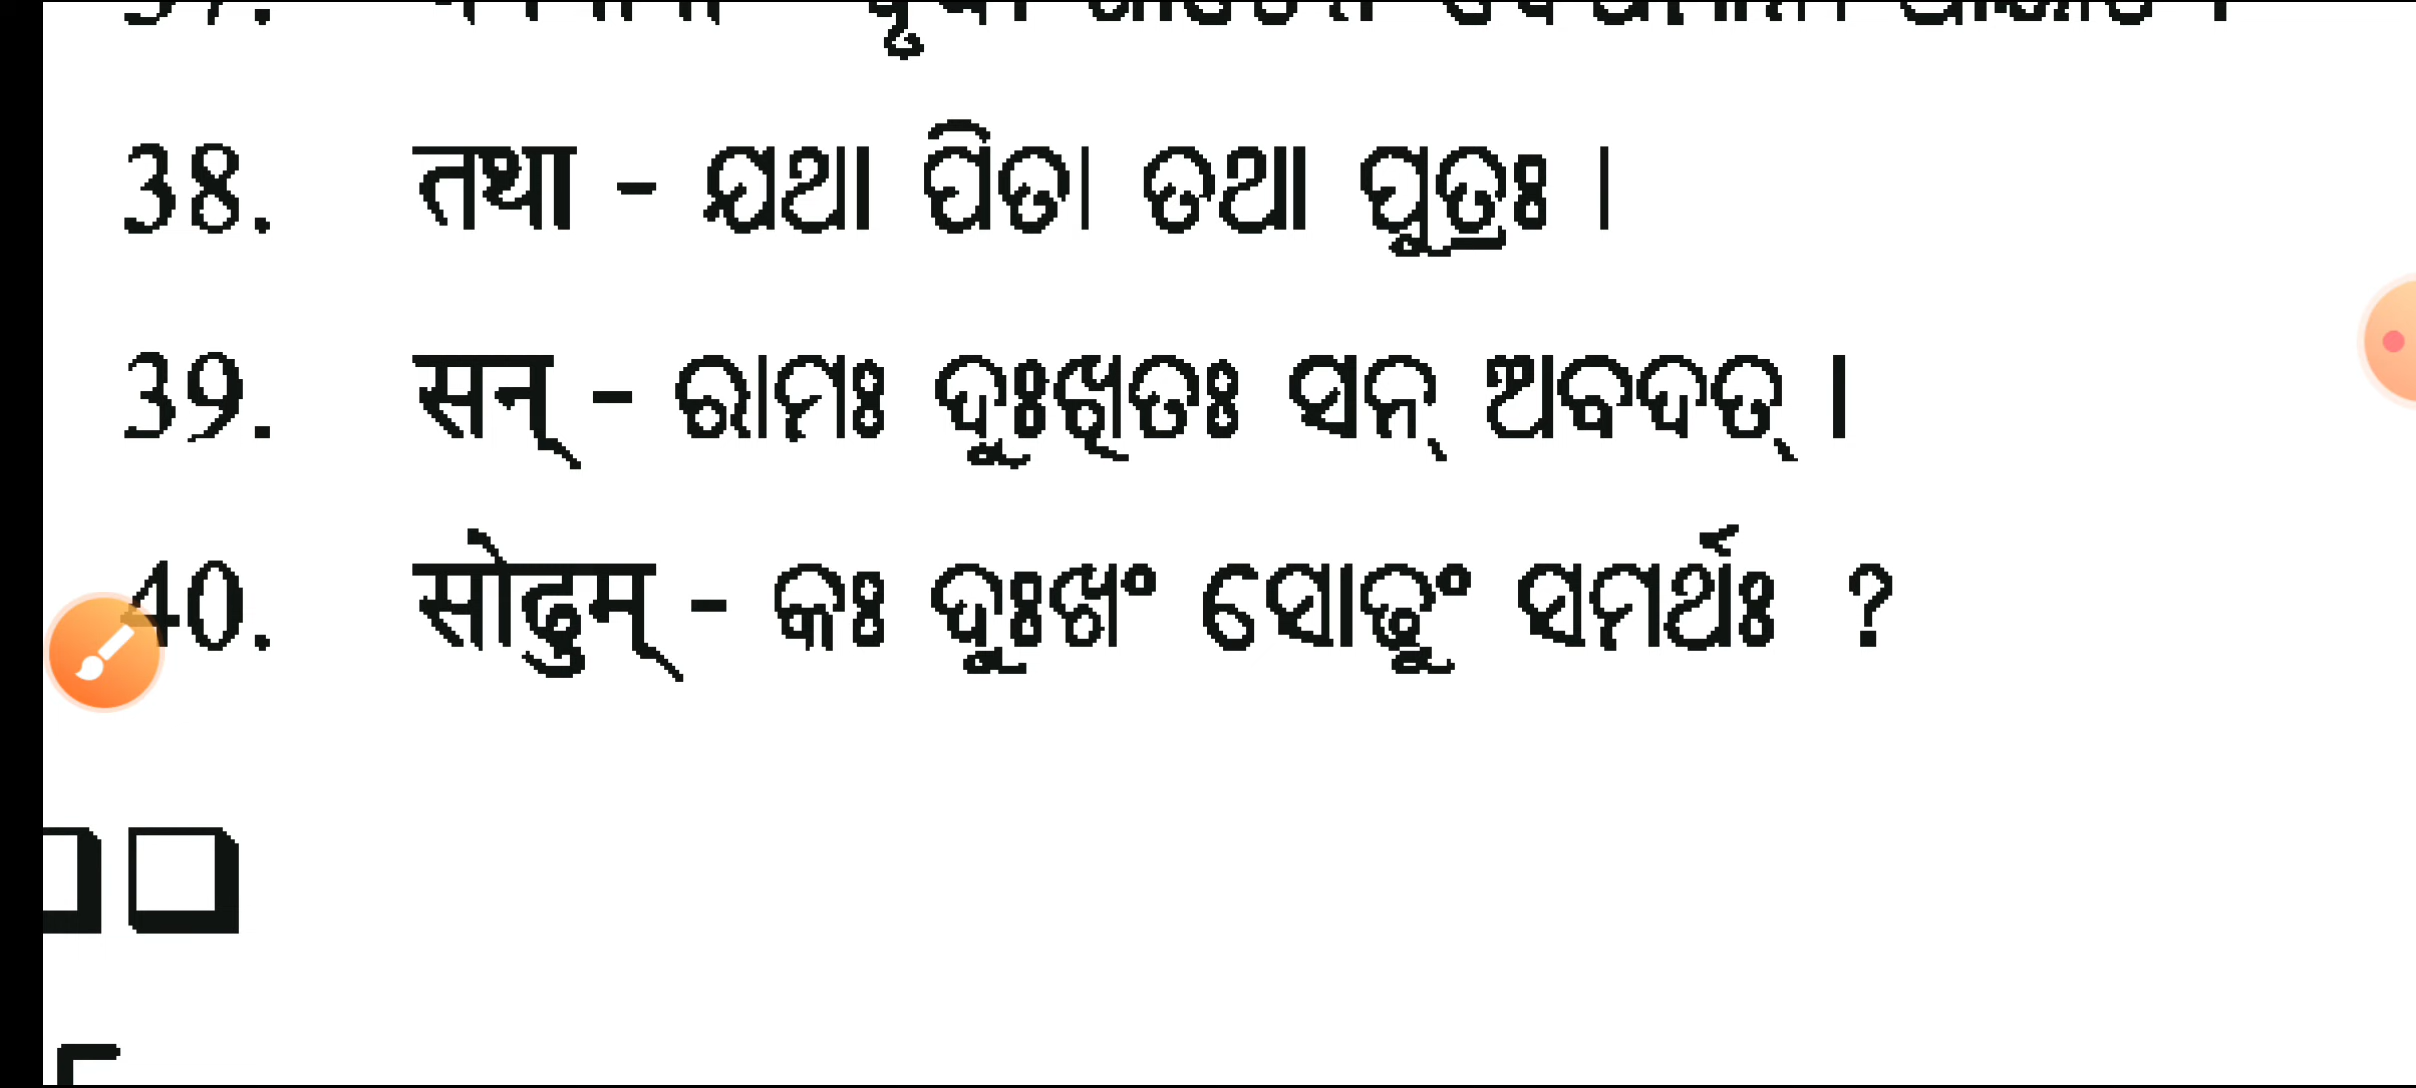 38. तथा - ଯଥା ପିତା ତଥା ପୁତ୍ରଃ ।
39. सन् - ରାମଃ ଦୁଃଖିତଃ ସନ୍ ଅବଦତ୍ ।
40. सोढुम् - କଃ ଦୁଃଖଂ ସୋଢୁଂ ସମର୍ଥଃ ?